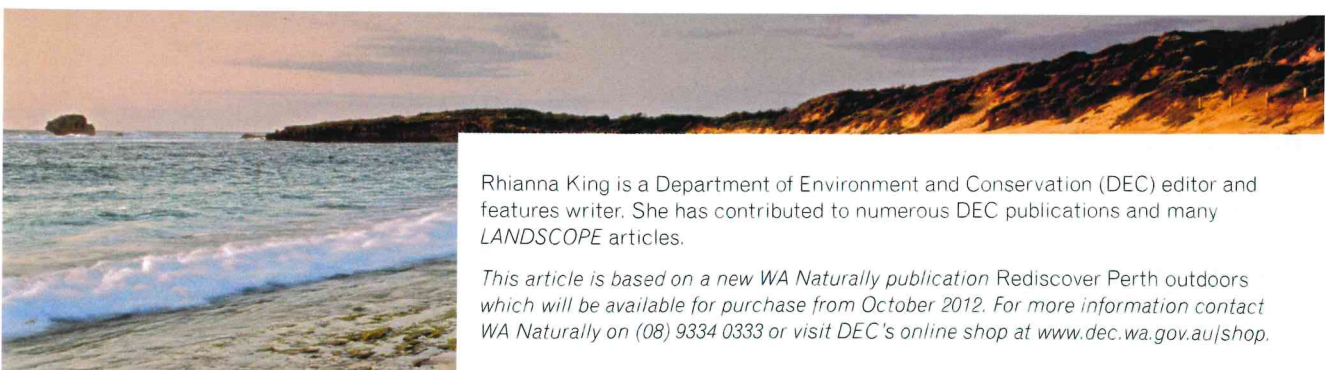 Rhianna King is a Department of Environment and Conservation (DEC) editor and
features writer. She has contributed to numerous DEC publications and many
LANDSCOPE articles.
This article is based on a new WA Naturally publication Rediscover Perth outdoors
which will be available for purchase from October 2012. For more information contact
WA Naturally on (08) 9334 0333 or visit DEC's online shop at www.dec.wa.gov.au/shop.